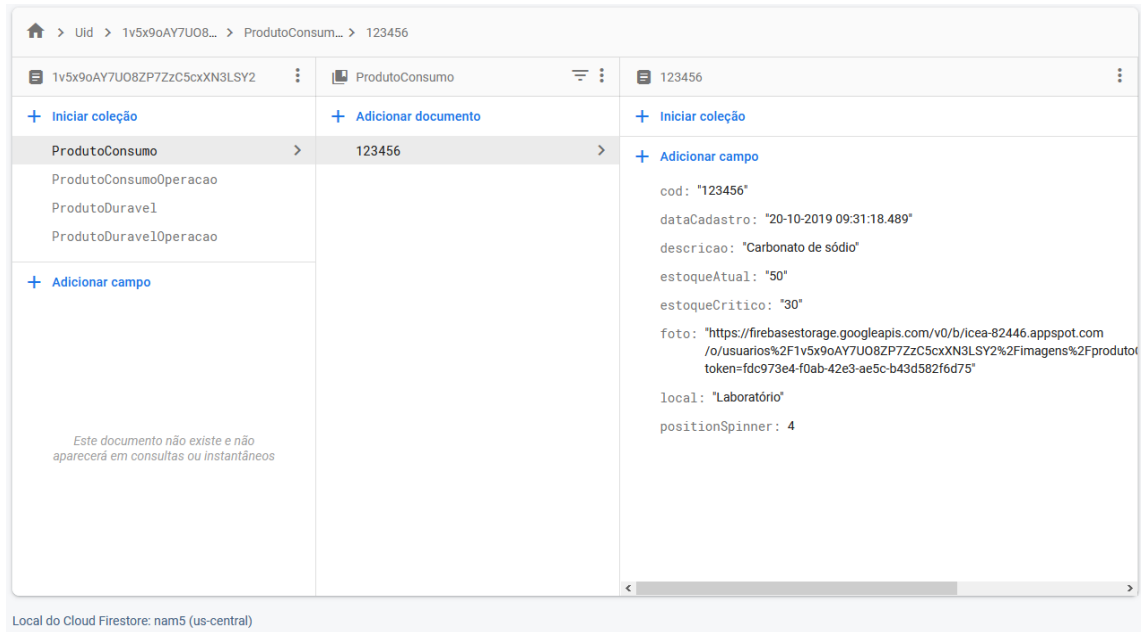 Uid > 1v5x9oAY7UO8... > ProdutoConsum... > 123456
1v5x9oAY7UO8ZP7ZzC5cxXN3LSY2
Iniciar coleção
ProdutoConsumo
ProdutoConsumoOperacao
ProdutoDuravel
ProdutoDuravelOperacao
Adicionar campo
Este documento não existe e não
aparecerá em consultas ou instantâneos
ProdutoConsumo
Adicionar documento
123456
123456
Iniciar coleção
Adicionar campo
cod: "123456"
dataCadastro: "20-10-2019 09:31:18.489"
descricao: "Carbonato de sódio"
estoqueAtual: "50"
estoqueCritico: "30"
foto: "https://firebasestorage.googleapis.com/v0/b/icea-82446.appspot.com
/o/usuarios%2F1v5x9oAY7UO8ZP7ZzC5cxXN3LSY2%2Fimagens%2Fproduto
token=fdc973e4-f0ab-42e3-ae5c-b43d582f6d75"
local: "Laboratório"
positionSpinner: 4
Local do Cloud Firestore: nam5 (us-central)